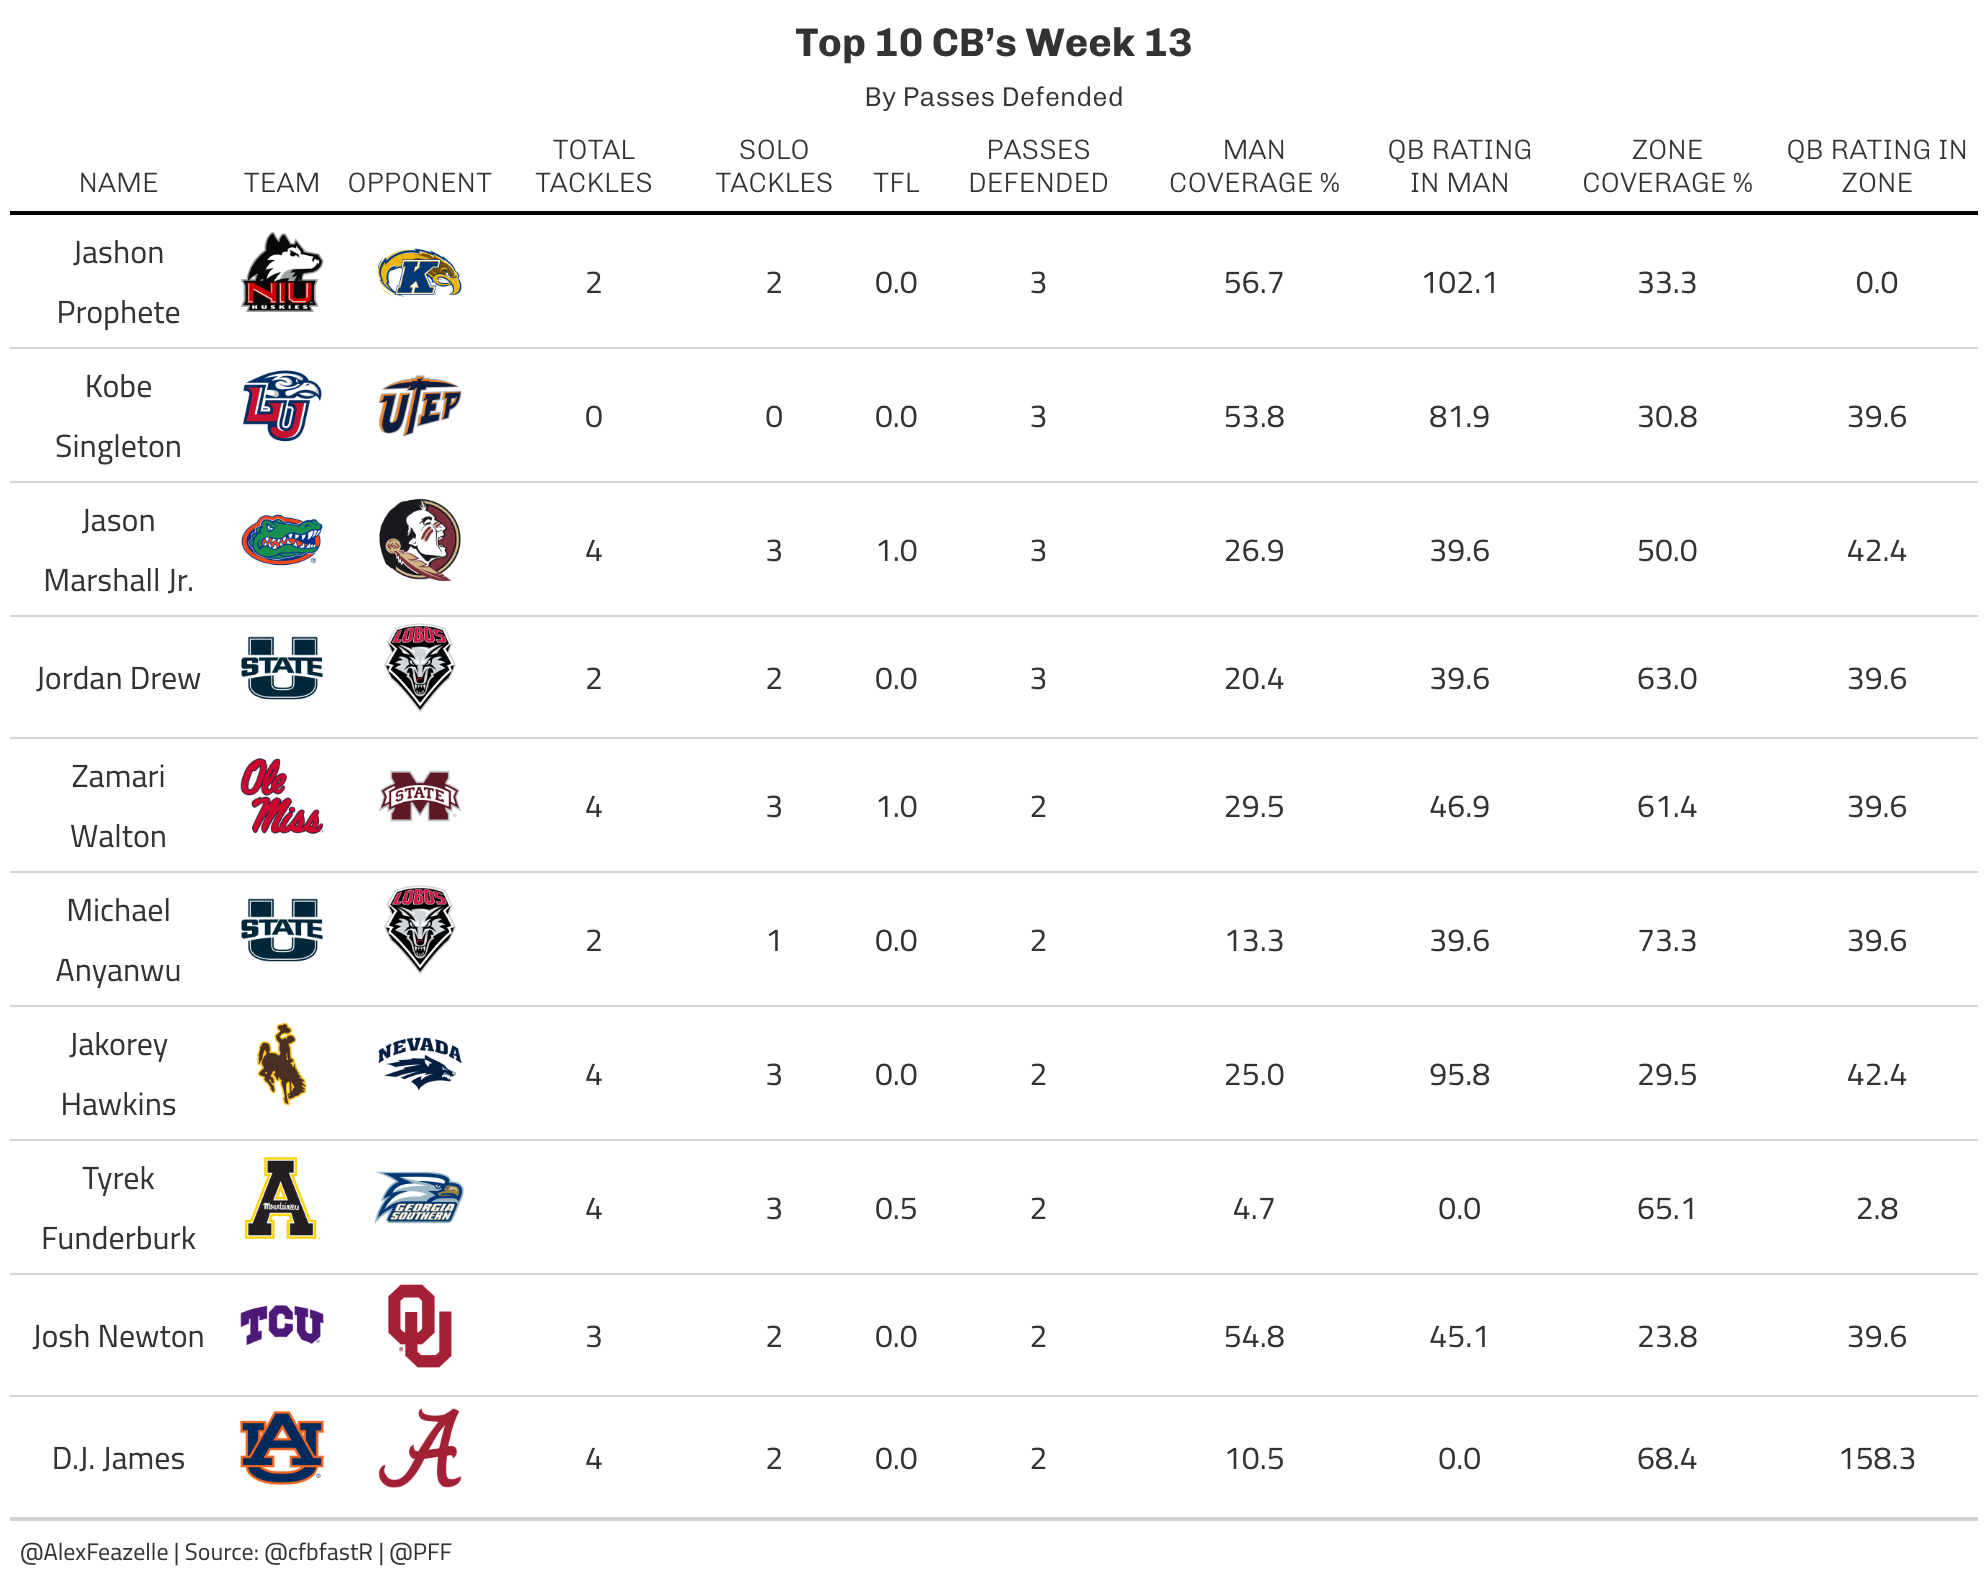 Top 10 CB’s Week 13
By Passes Defended
NAME TEAM OPPONENT TOTAL TACKLES SOLO TACKLES TFL PASSES DEFENDED MAN COVERAGE % QB RATING IN MAN ZONE COVERAGE % QB RATING IN ZONE
Jashon Prophete NIU HUSKIES K 2 2 0.0 3 56.7 102.1 33.3 0.0
Kobe Singleton LU UTEP 0 0 0.0 3 53.8 81.9 30.8 39.6
Jason Marshall Jr. 4 3 1.0 3 26.9 39.6 50.0 42.4
Jordan Drew U STATE LOBOS 2 2 0.0 3 20.4 39.6 63.0 39.6
Zamari Walton Ole Miss M STATE 4 3 1.0 2 29.5 46.9 61.4 39.6
Michael Anyanwu U STATE LOBOS 2 1 0.0 2 13.3 39.6 73.3 39.6
Jakorey Hawkins NEVADA 4 3 0.0 2 25.0 95.8 29.5 42.4
Tyrek Funderburk A Mountaineers GEORGIA SOUTHERN 4 3 0.5 2 4.7 0.0 65.1 2.8
Josh Newton TCU OU 3 2 0.0 2 54.8 45.1 23.8 39.6
D.J. James AU A 4 2 0.0 2 10.5 0.0 68.4 158.3
@AlexFeazelle | Source: @cfbfastR | @PFF